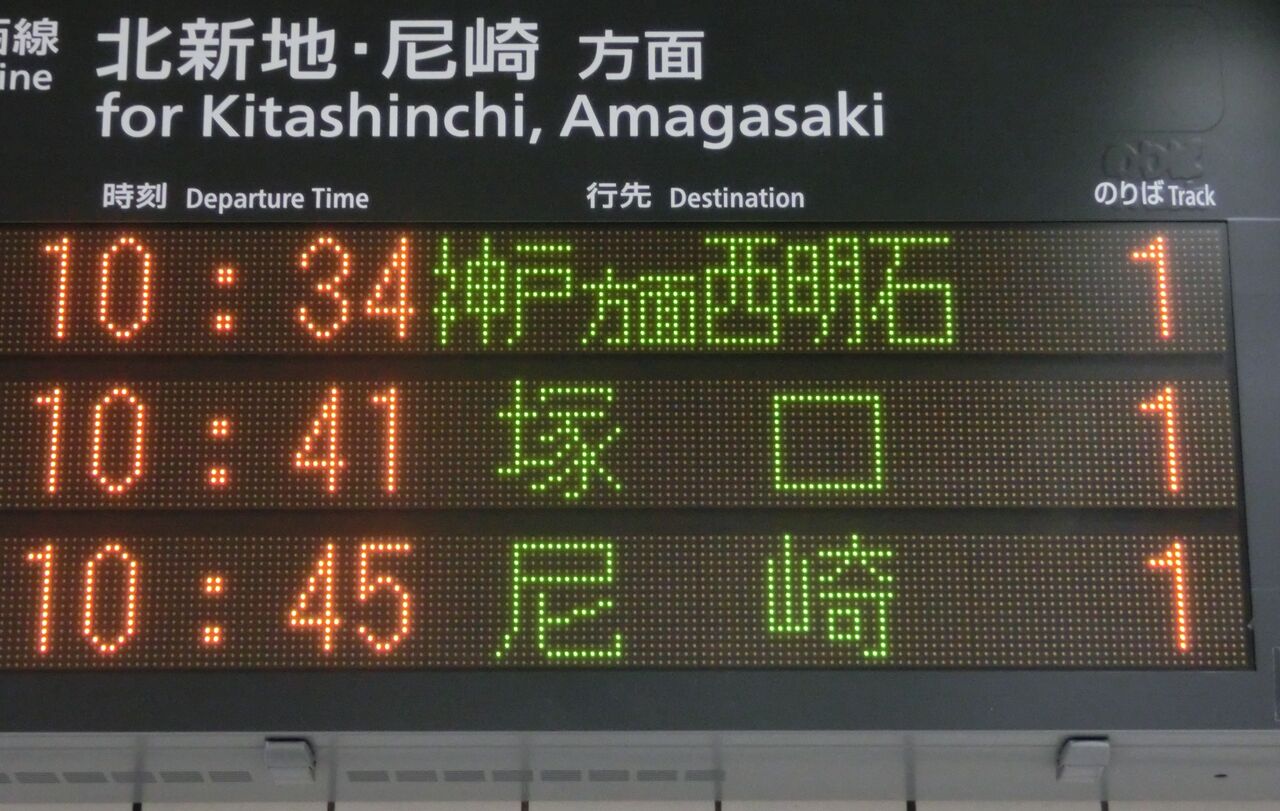 線 北新地・尼崎 方面
ine for Kitashinchi, Amagasaki
時刻 Departure Time 行先 Destination のりば Track
10:34 神戸方面西明石 1
10:41 塚口 1
10:45 尼崎 1